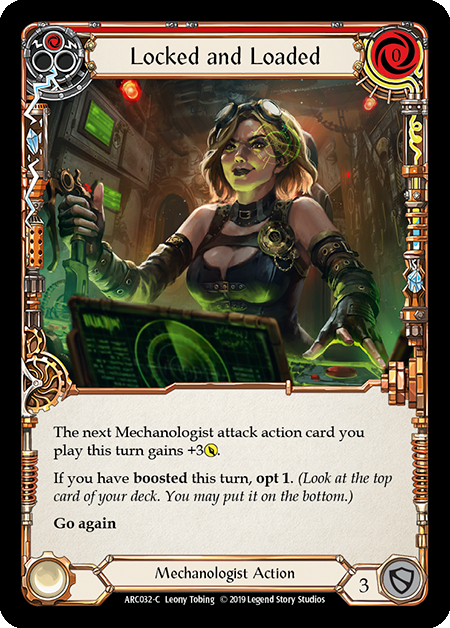 Locked and Loaded
0
The next Mechanologist attack action card you
play this turn gains +3.
If you have boosted this turn, opt 1. (Look at the top
card of your deck. You may put it on the bottom.)
Go again
Mechanologist Action
3
ARC032-C Leony Tobing © 2019 Legend Story Studios